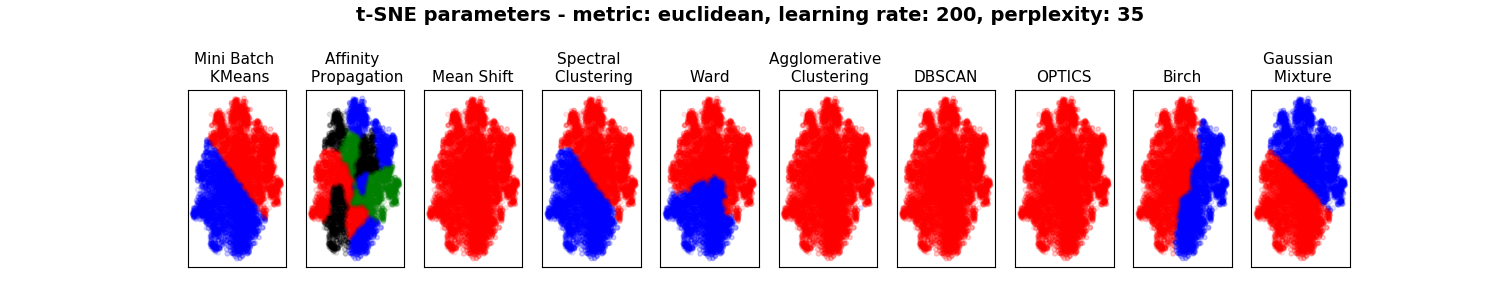 t-SNE parameters - metric: euclidean, learning rate: 200, perplexity: 35
Mini Batch
KMeans
Affinity
Propagation
Mean Shift
Spectral
Clustering
Ward
Agglomerative
Clustering
DBSCAN
OPTICS
Birch
Gaussian
Mixture